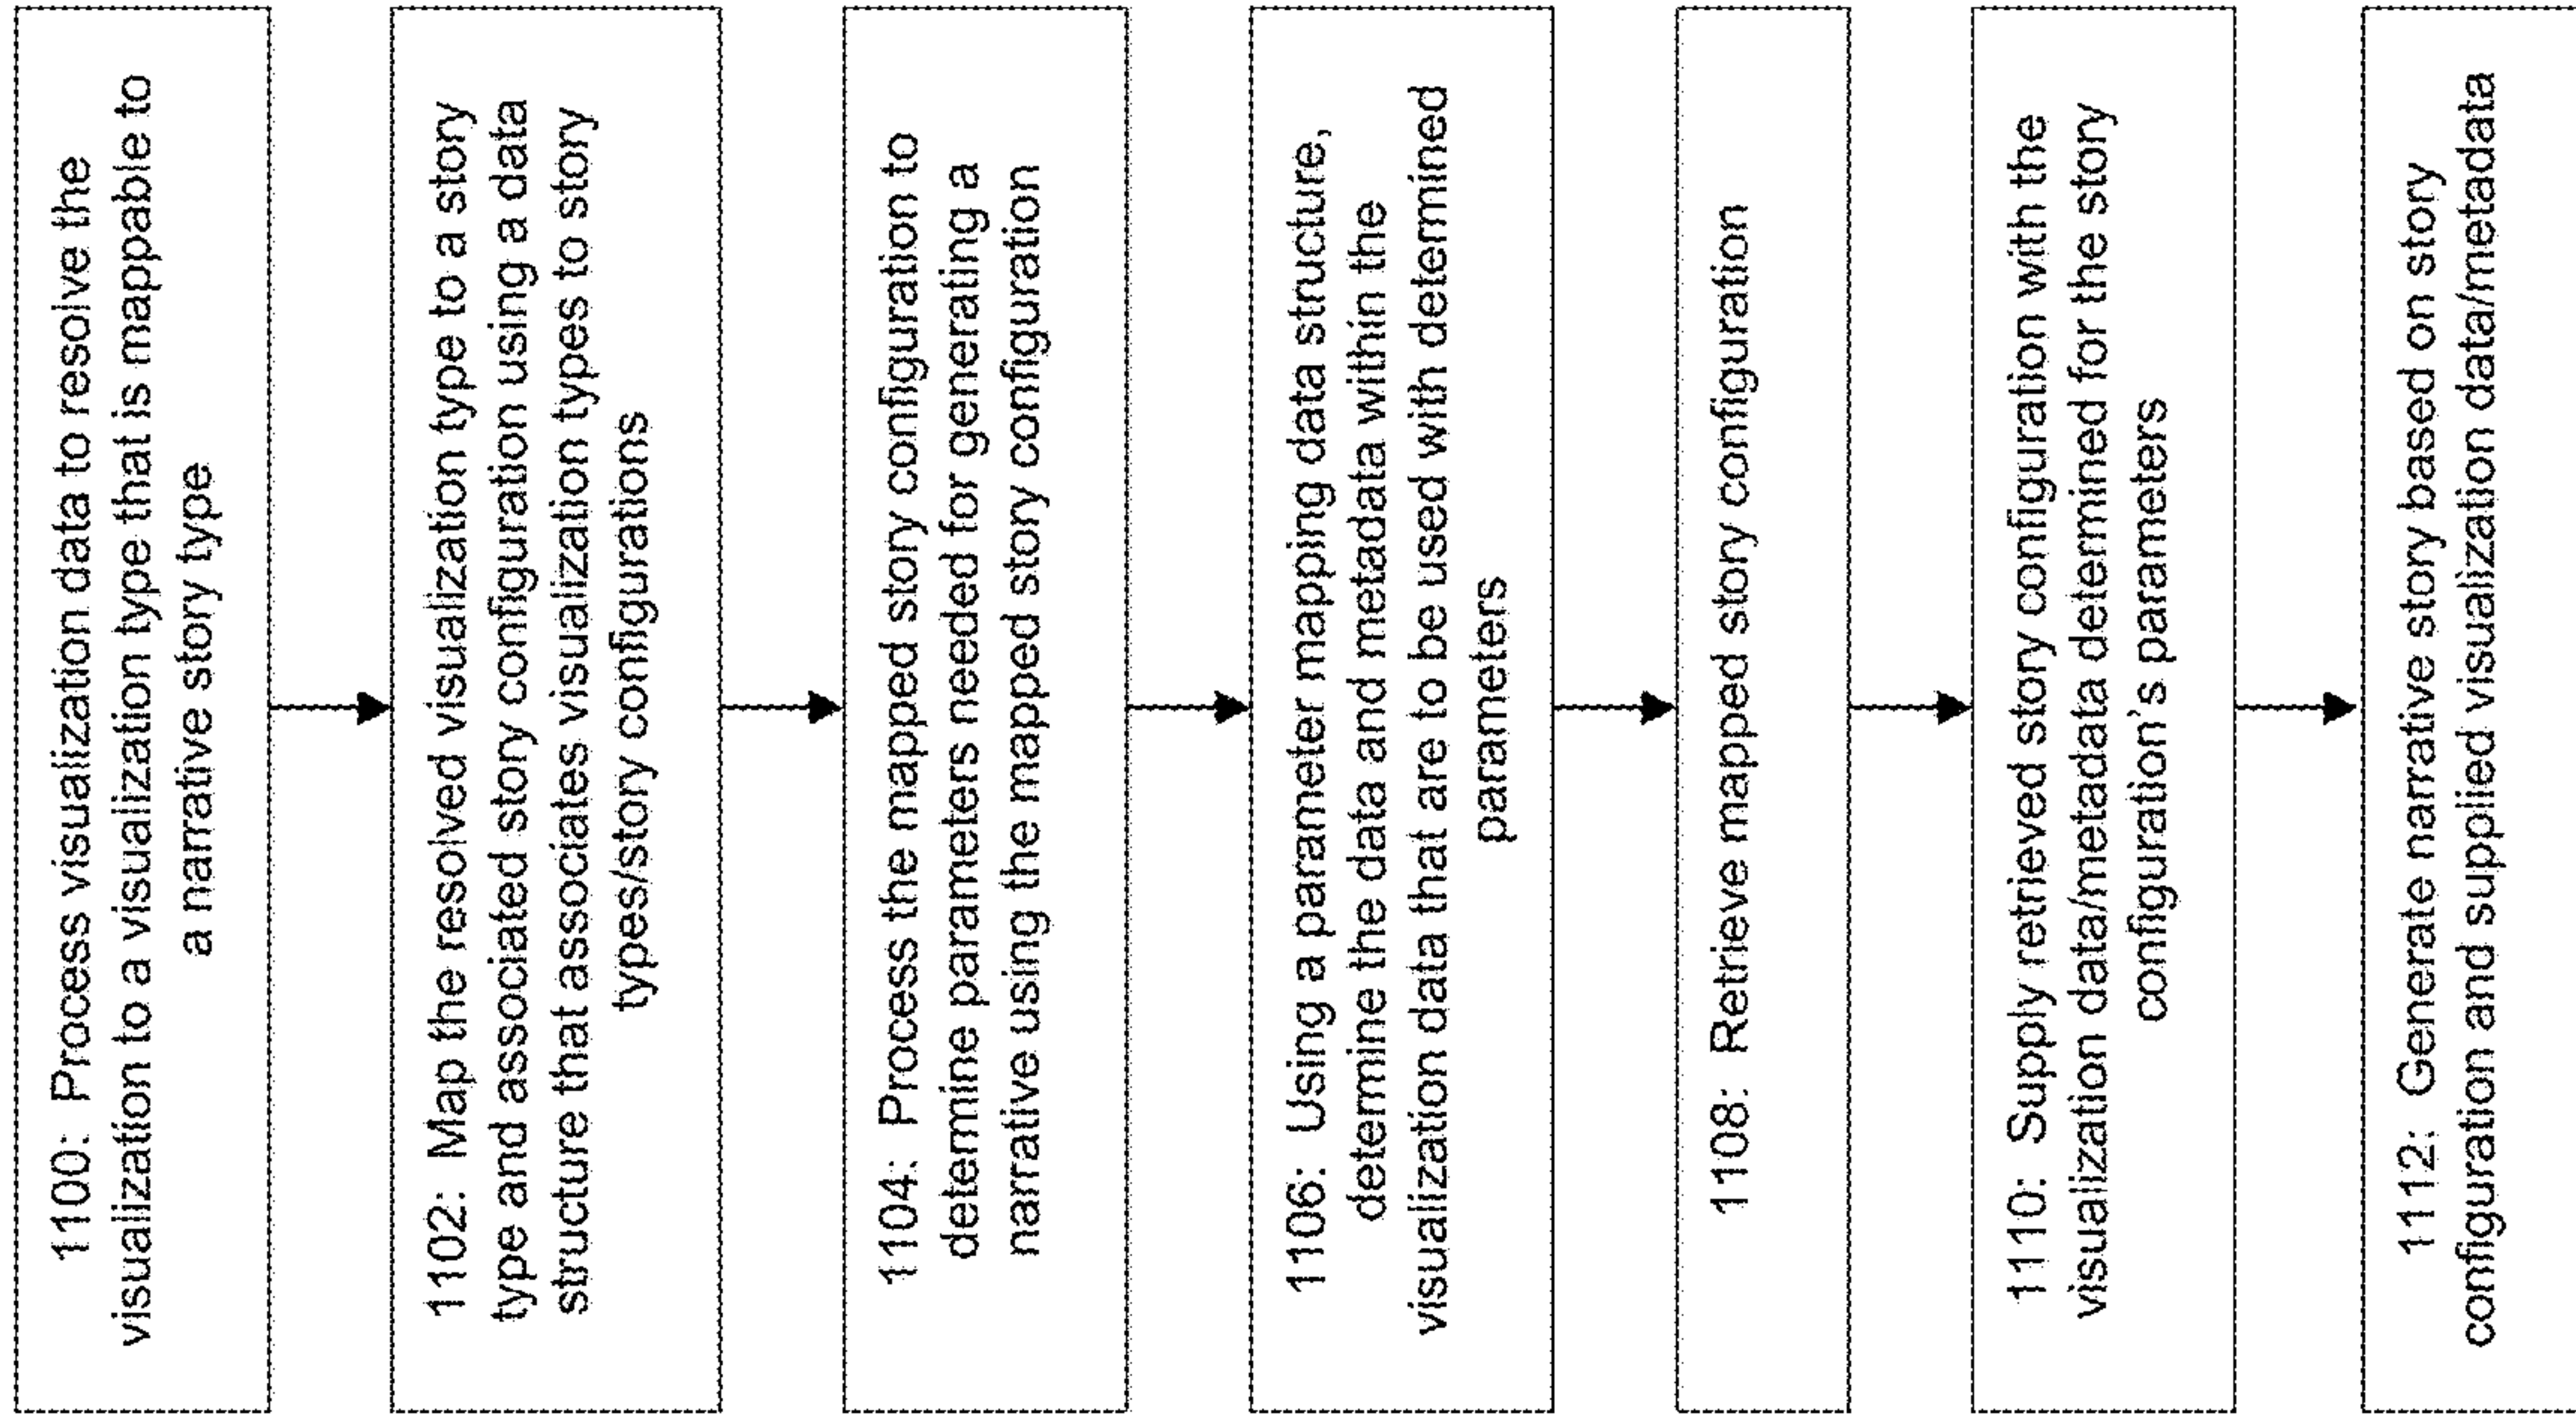 1100: Process visualization data to resolve the
visualization to a visualization type that is mappable to
a narrative story type
1102: Map the resolved visualization type to a story
type and associated story configuration using a data
structure that associates visualization types to story
types/story configurations
1104: Process the mapped story configuration to
determine parameters needed for generating a
narrative using the mapped story configuration
1106: Using a parameter mapping data structure,
determine the data and metadata within the
visualization data that are to be used with determined
parameters
1108: Retrieve mapped story configuration
1110: Supply retrieved story configuration with the
visualization data/metadata determined for the story
configuration's parameters
1112: Generate narrative story based on story
configuration and supplied visualization data/metadata